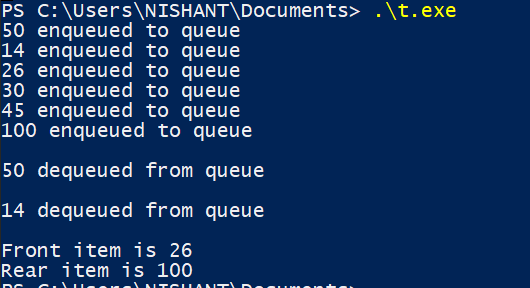 PS C:\Users\NISHANT\Documents> .\t.exe
50 enqueued to queue
14 enqueued to queue
26 enqueued to queue
30 enqueued to queue
45 enqueued to queue
100 enqueued to queue
50 dequeued from queue
14 dequeued from queue
Front item is 26
Rear item is 100
PS C:\Users\NISHANT\Documents>